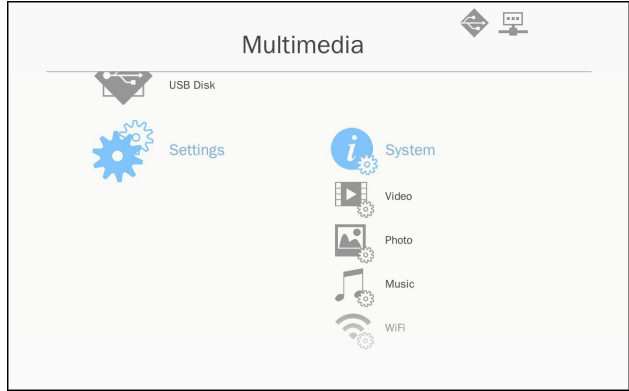 Multimedia
USB Disk
Settings
System
Video
Photo
Music
WiFi